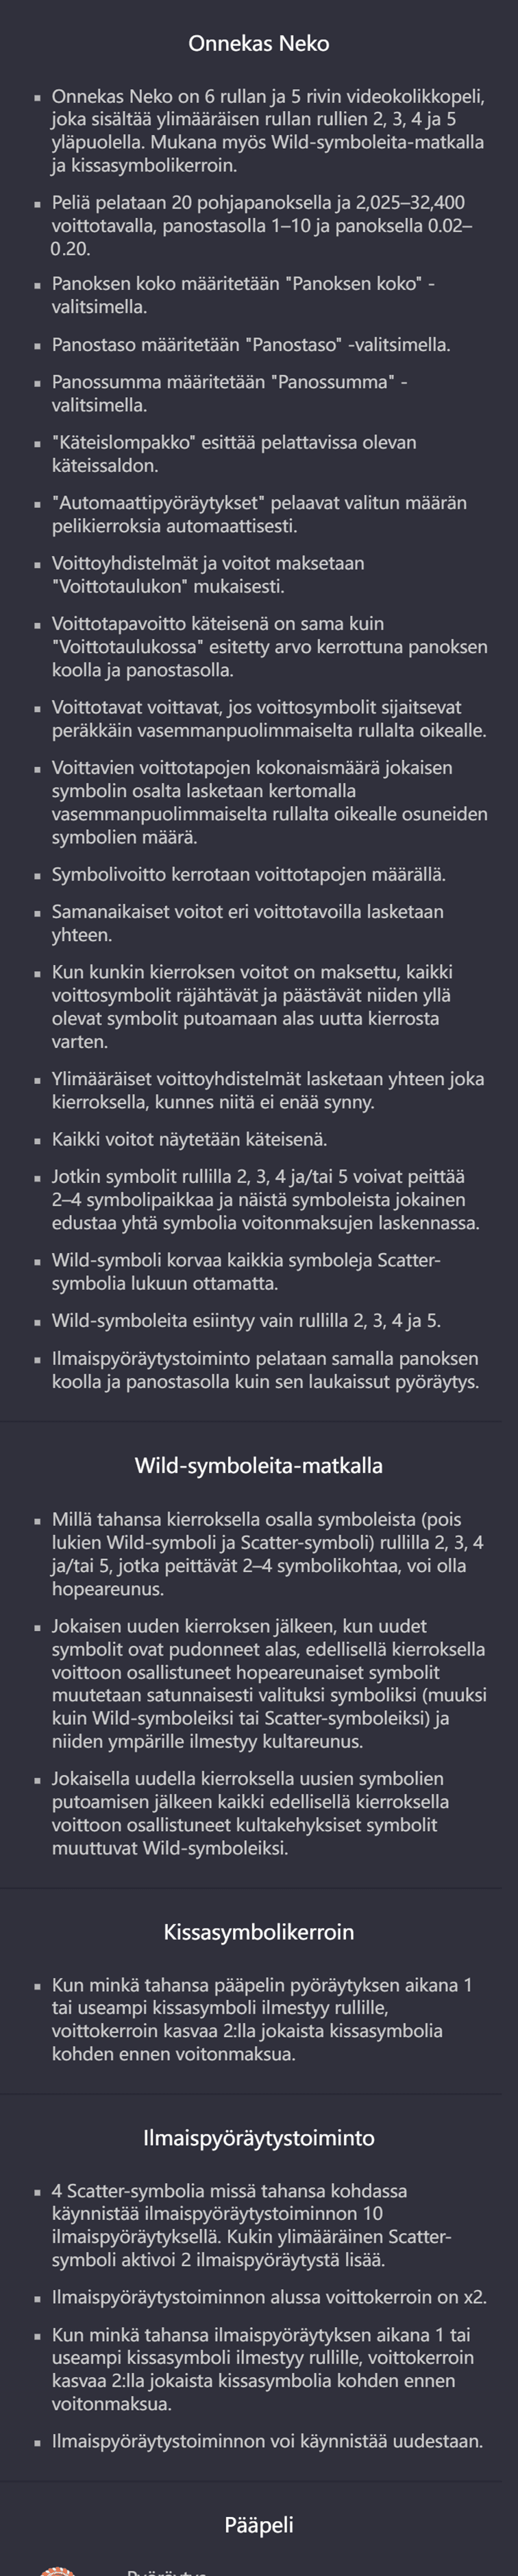 Onnekas Neko
▪ Onnekas Neko on 6 rullan ja 5 rivin videokolikkopeli,
joka sisältää ylimääräisen rullan rullien 2, 3, 4 ja 5
yläpuolella. Mukana myös Wild-symboleita-matkalla
ja kissasymbolikerroin.
▪ Peliä pelataan 20 pohjapanoksella ja 2,025–32,400
voittotavalla, panostasolla 1–10 ja panoksella 0.02–
0.20.
▪ Panoksen koko määritetään "Panoksen koko" -
valitsimella.
▪ Panostaso määritetään "Panostaso" -valitsimella.
▪ Panossumma määritetään "Panossumma" -
valitsimella.
▪ "Käteislompakko" esittää pelattavissa olevan
käteissaldon.
▪ "Automaattipyöräytykset" pelaavat valitun määrän
pelikierroksia automaattisesti.
▪ Voittoyhdistelmät ja voitot maksetaan
"Voittotaulukon" mukaisesti.
▪ Voittotapavoitto käteisenä on sama kuin
"Voittotaulukossa" esitetty arvo kerrottuna panoksen
koolla ja panostasolla.
▪ Voittotavat voittavat, jos voittosymbolit sijaitsevat
peräkkäin vasemmanpuolimmaiselta rullalta oikealle.
▪ Voittavien voittotapojen kokonaismäärä jokaisen
symbolin osalta lasketaan kertomalla
vasemmanpuolimmaiselta rullalta oikealle osuneiden
symbolien määrä.
▪ Symbolivoitto kerrotaan voittotapojen määrällä.
▪ Samanaikaiset voitot eri voittotavoilla lasketaan
yhteen.
▪ Kun kunkin kierroksen voitot on maksettu, kaikki
voittosymbolit räjähtävät ja päästävät niiden yllä
olevat symbolit putoamaan alas uutta kierrosta
varten.
▪ Ylimääräiset voittoyhdistelmät lasketaan yhteen joka
kierroksella, kunnes niitä ei enää synny.
▪ Kaikki voitot näytetään käteisenä.
▪ Jotkin symbolit rullilla 2, 3, 4 ja/tai 5 voivat peittää
2–4 symbolipaikkaa ja näistä symboleista jokainen
edustaa yhtä symbolia voitonmaksujen laskennassa.
▪ Wild-symboli korvaa kaikkia symboleja Scatter-
symbolia lukuun ottamatta.
▪ Wild-symboleita esiintyy vain rullilla 2, 3, 4 ja 5.
▪ Ilmaispyöräytystoiminto pelataan samalla panoksen
koolla ja panostasolla kuin sen laukaissut pyöräytys.
Wild-symboleita-matkalla
▪ Millä tahansa kierroksella osalla symboleista (pois
lukien Wild-symboli ja Scatter-symboli) rullilla 2, 3, 4
ja/tai 5, jotka peittävät 2–4 symbolikohtaa, voi olla
hopeareunus.
▪ Jokaisen uuden kierroksen jälkeen, kun uudet
symbolit ovat pudonneet alas, edellisellä kierroksella
voittoon osallistuneet hopeareunaiset symbolit
muutetaan satunnaisesti valituksi symboliksi (muuksi
kuin Wild-symboleiksi tai Scatter-symboleiksi) ja
niiden ympärille ilmestyy kultareunus.
▪ Jokaisella uudella kierroksella uusien symbolien
putoamisen jälkeen kaikki edellisellä kierroksella
voittoon osallistuneet kultakehyksiset symbolit
muuttuvat Wild-symboleiksi.
Kissasymbolikerroin
▪ Kun minkä tahansa pääpelin pyöräytyksen aikana 1
tai useampi kissasymboli ilmestyy rullille,
voittokerroin kasvaa 2:lla jokaista kissasymbolia
kohden ennen voitonmaksua.
Ilmaispyöräytystoiminto
▪ 4 Scatter-symbolia missä tahansa kohdassa
käynnistää ilmaispyöräytystoiminnon 10
ilmaispyöräytyksellä. Kukin ylimääräinen Scatter-
symboli aktivoi 2 ilmaispyöräytystä lisää.
▪ Ilmaispyöräytystoiminnon alussa voittokerroin on x2.
▪ Kun minkä tahansa ilmaispyöräytyksen aikana 1 tai
useampi kissasymboli ilmestyy rullille, voittokerroin
kasvaa 2:lla jokaista kissasymbolia kohden ennen
voitonmaksua.
▪ Ilmaispyöräytystoiminnon voi käynnistää uudestaan.
Pääpeli